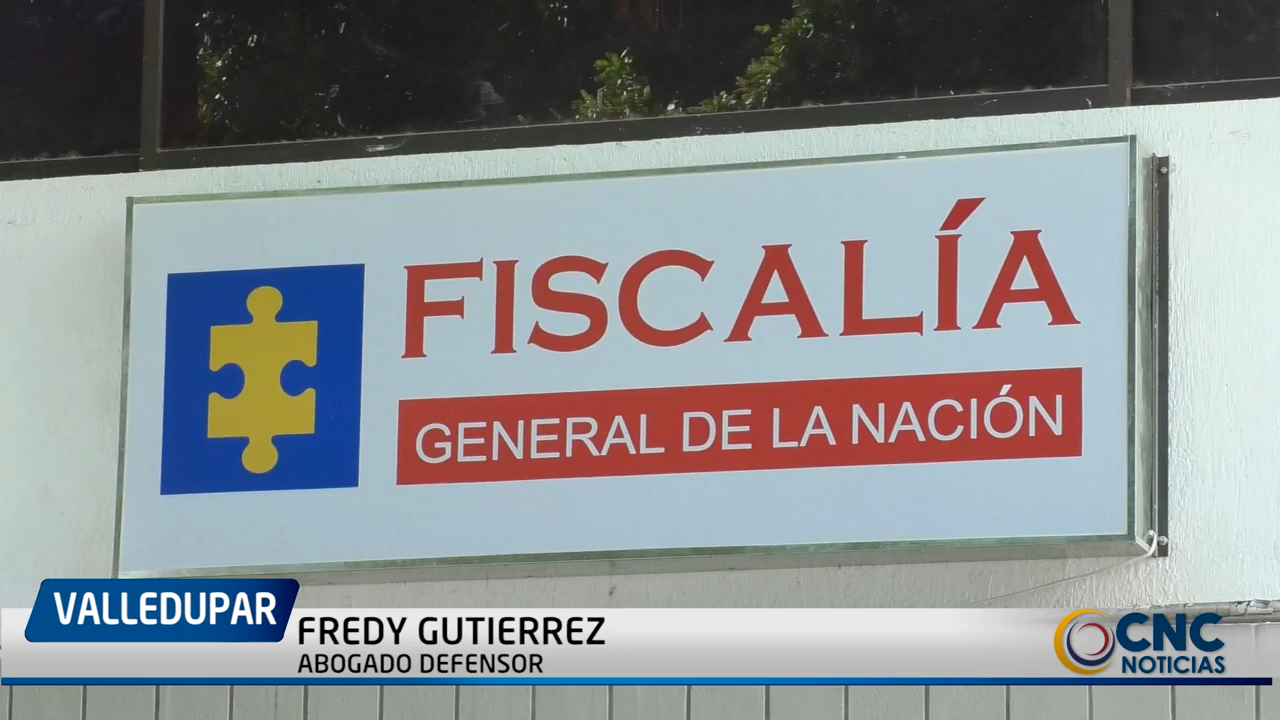 FISCALÍA
GENERAL DE LA NACIÓN
VALLEDUPAR
FREDY GUTIERREZ
ABOGADO DEFENSOR
CNC
NOTICIAS